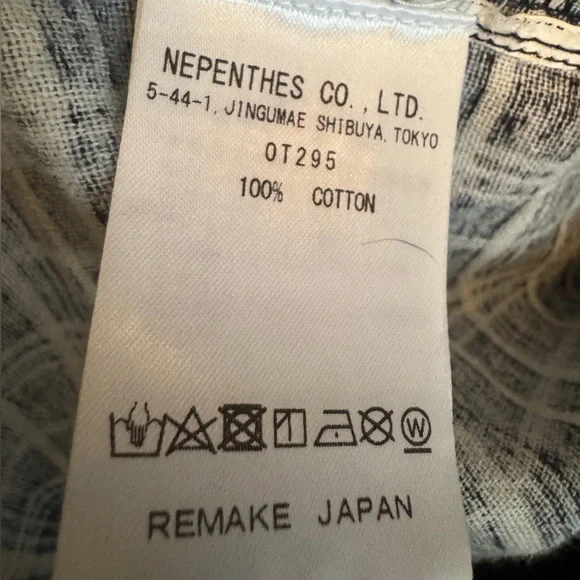 NEPENTHES CO., LTD.
5-44-1, JINGUMAE SHIBUYA, TOKYO
OT295
100% COTTON
W
REMAKE JAPAN